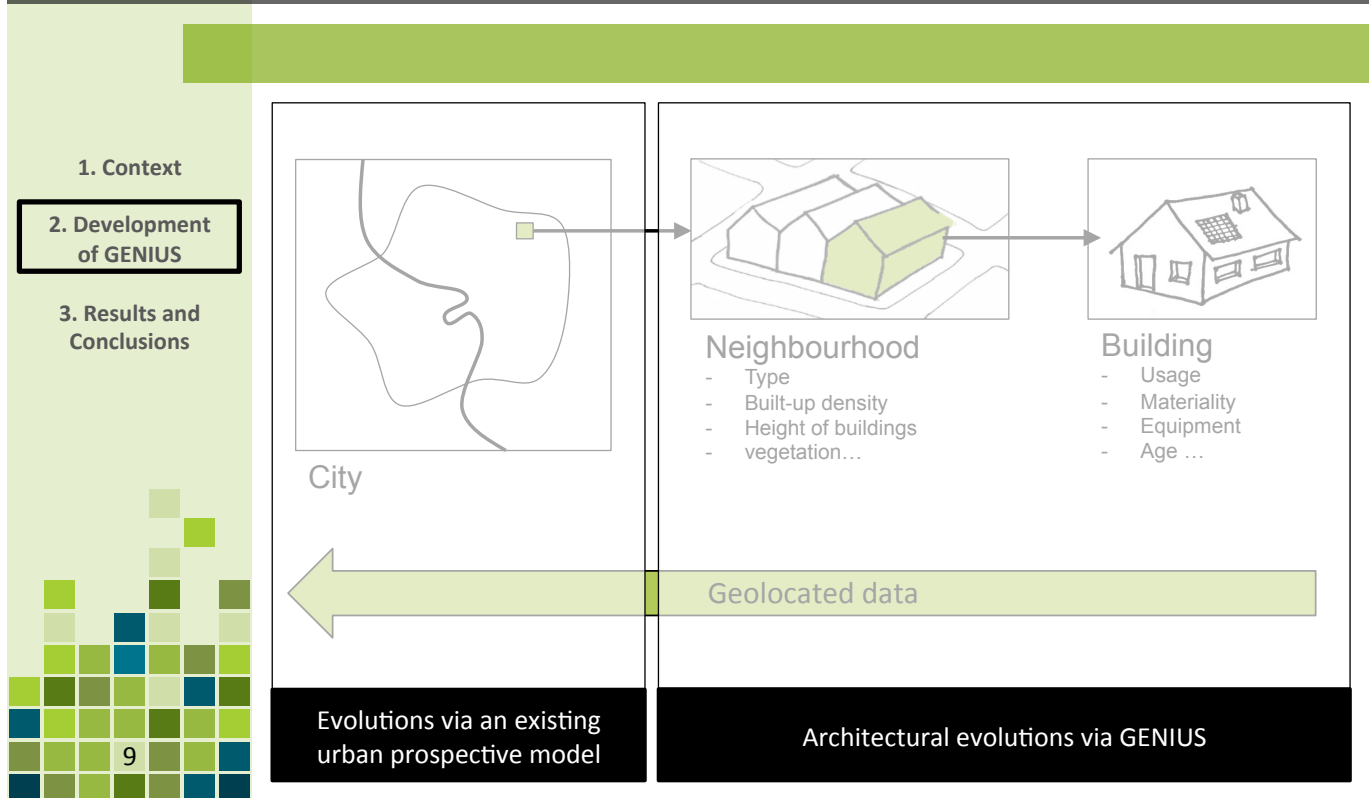 1. Context
2. Development
of GENIUS
3. Results and
Conclusions
City
Neighbourhood
- Type
- Built-up density
- Height of buildings
- vegetation…
Building
- Usage
- Materiality
- Equipment
- Age …
Geolocated data
Evolutions via an existing
urban prospective model
Architectural evolutions via GENIUS
9